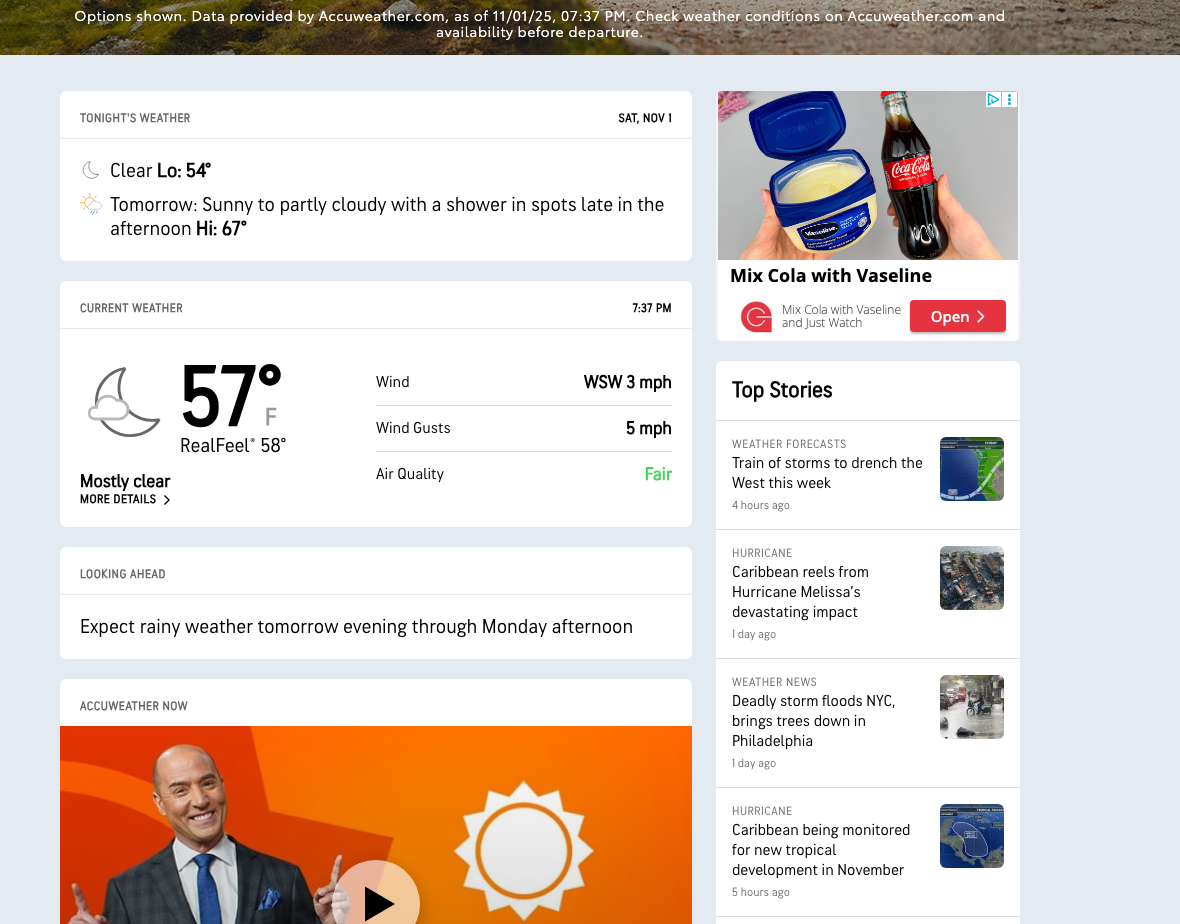 Options shown. Data provided by Accuweather.com, as of 11/01/25, 07:37 PM. Check weather conditions on Accuweather.com and
availability before departure.
TONIGHT'S WEATHER
SAT, NOV 1
Clear Lo: 54°
Tomorrow: Sunny to partly cloudy with a shower in spots late in the
afternoon Hi: 67°
CURRENT WEATHER
7:37 PM
57°
F
RealFeel® 58°
Mostly clear
MORE DETAILS
Wind WSW 3 mph
Wind Gusts 5 mph
Air Quality Fair
LOOKING AHEAD
Expect rainy weather tomorrow evening through Monday afternoon
ACCUWEATHER NOW
Coca-Cola
Vaseline
Mix Cola with Vaseline
Mix Cola with Vaseline
and Just Watch
Open
Top Stories
WEATHER FORECASTS
Train of storms to drench the
West this week
4 hours ago
HURRICANE
Caribbean reels from
Hurricane Melissa's
devastating impact
1 day ago
WEATHER NEWS
Deadly storm floods NYC,
brings trees down in
Philadelphia
1 day ago
HURRICANE
Caribbean being monitored
for new tropical
development in November
5 hours ago